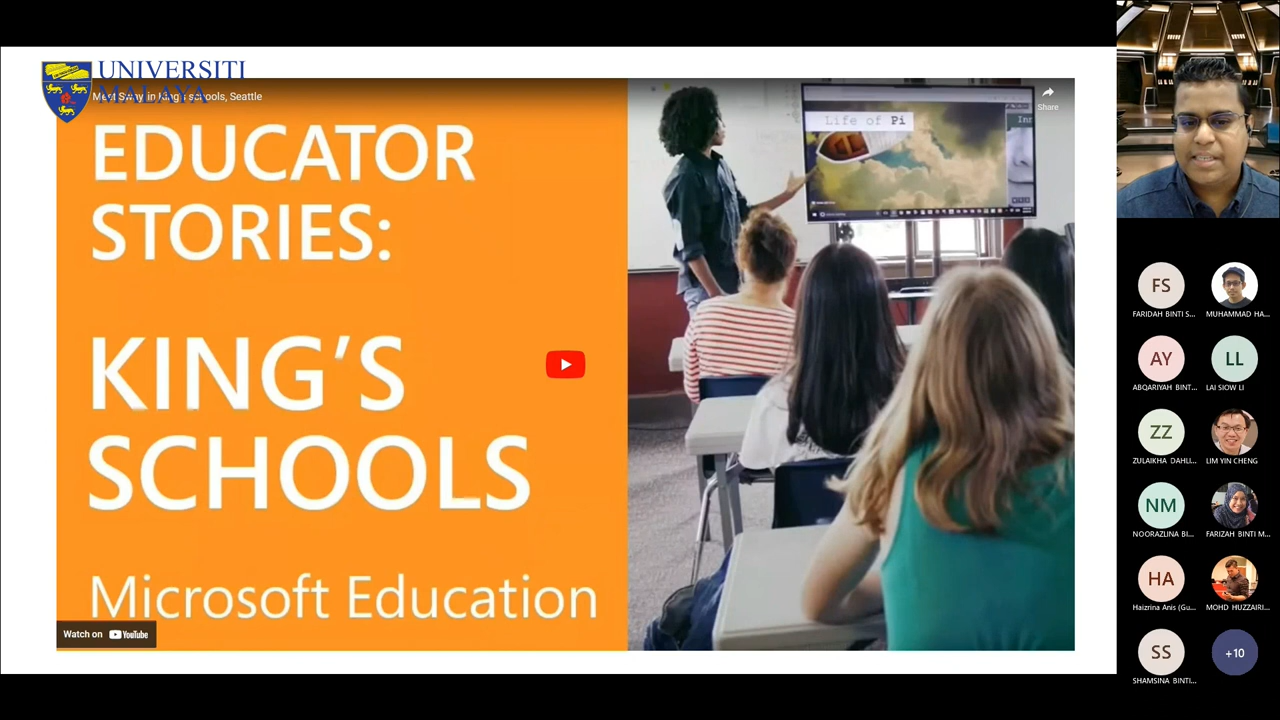 UNIVERSITI
MALAYA
Meet Sway in King's schools, Seattle
Share
EDUCATOR
STORIES:
KING'S
SCHOOLS
Microsoft Education
Watch on YouTube
Life of Pi
FS
FARIDAH BINTI S...
MUHAMMAD HA...
AY
ABQARIYAH BINT...
LL
LAI SIOW LI
ZZ
ZULAIKHA DAHLI...
LIM YIN CHENG
NM
NOORAZLINA BI...
FARIZAH BINTI M...
HA
Haizrina Anis (Gu...
MOHD HUZZAIRI...
SS
SHAMSINA BINTI...
+10